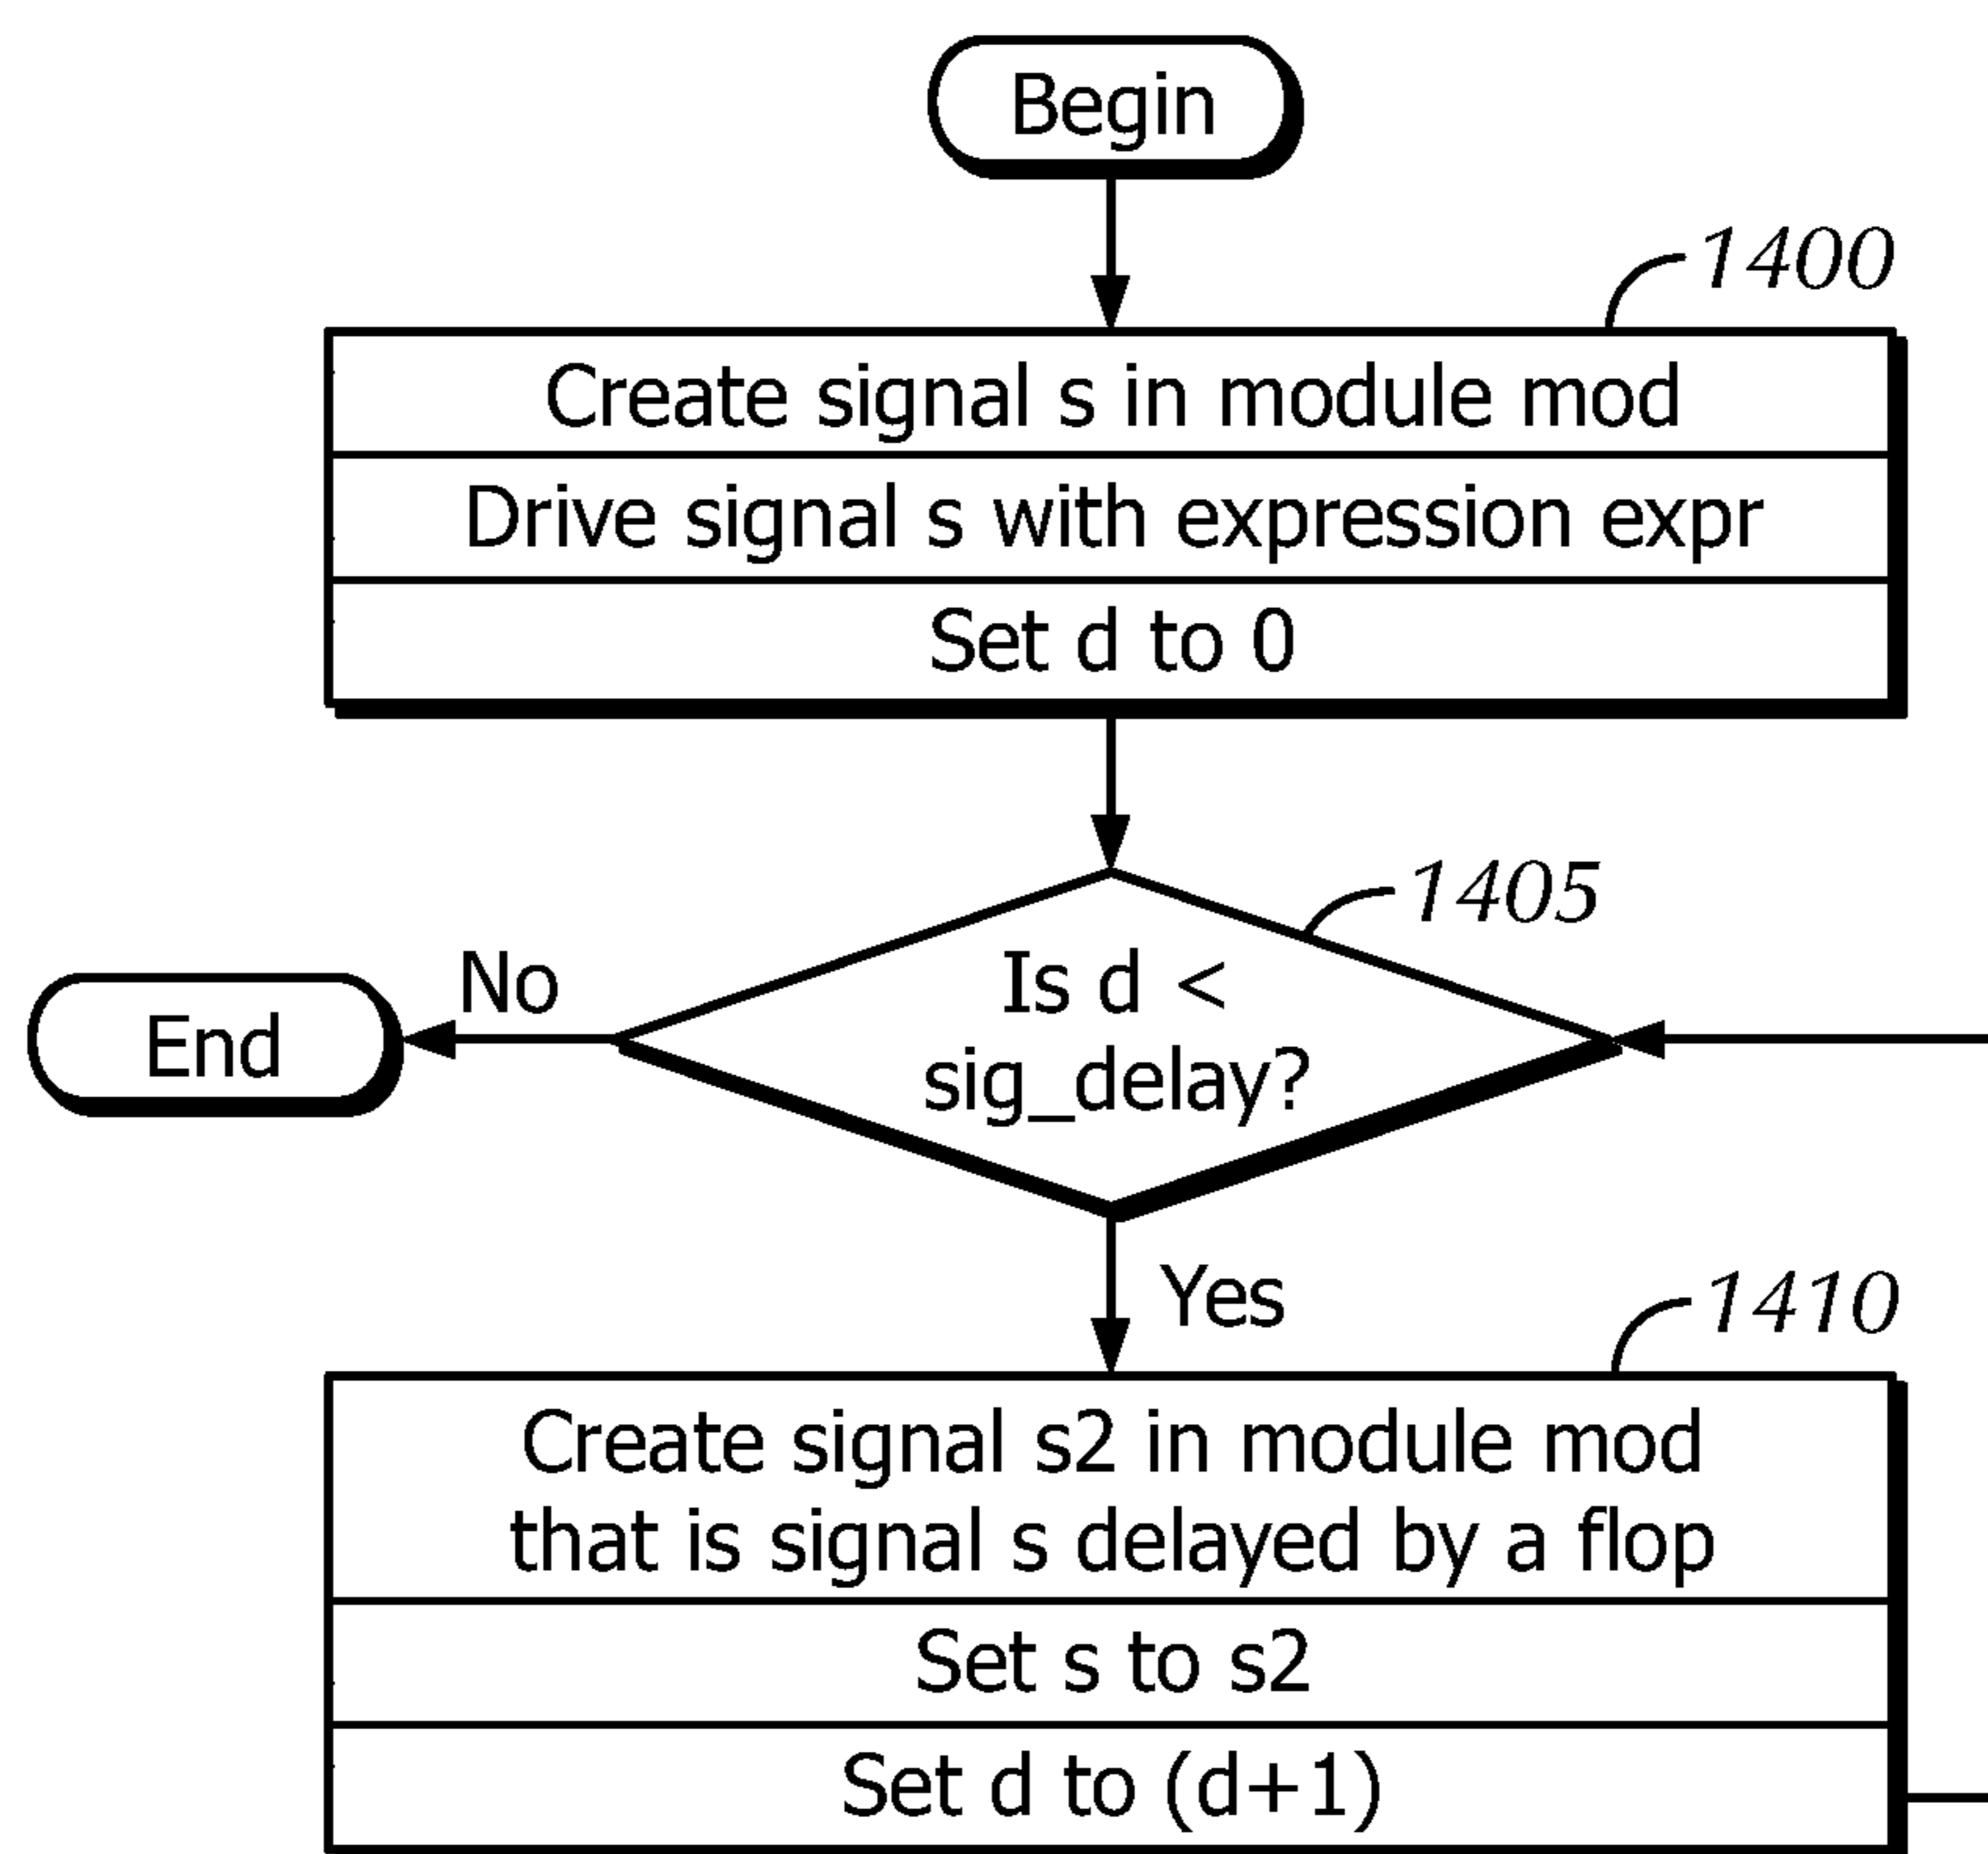 Begin
1400
Create signal s in module mod
Drive signal s with expression expr
Set d to 0
1405
Is d <
sig_delay?
No
End
Yes
1410
Create signal s2 in module mod
that is signal s delayed by a flop
Set s to s2
Set d to (d+1)